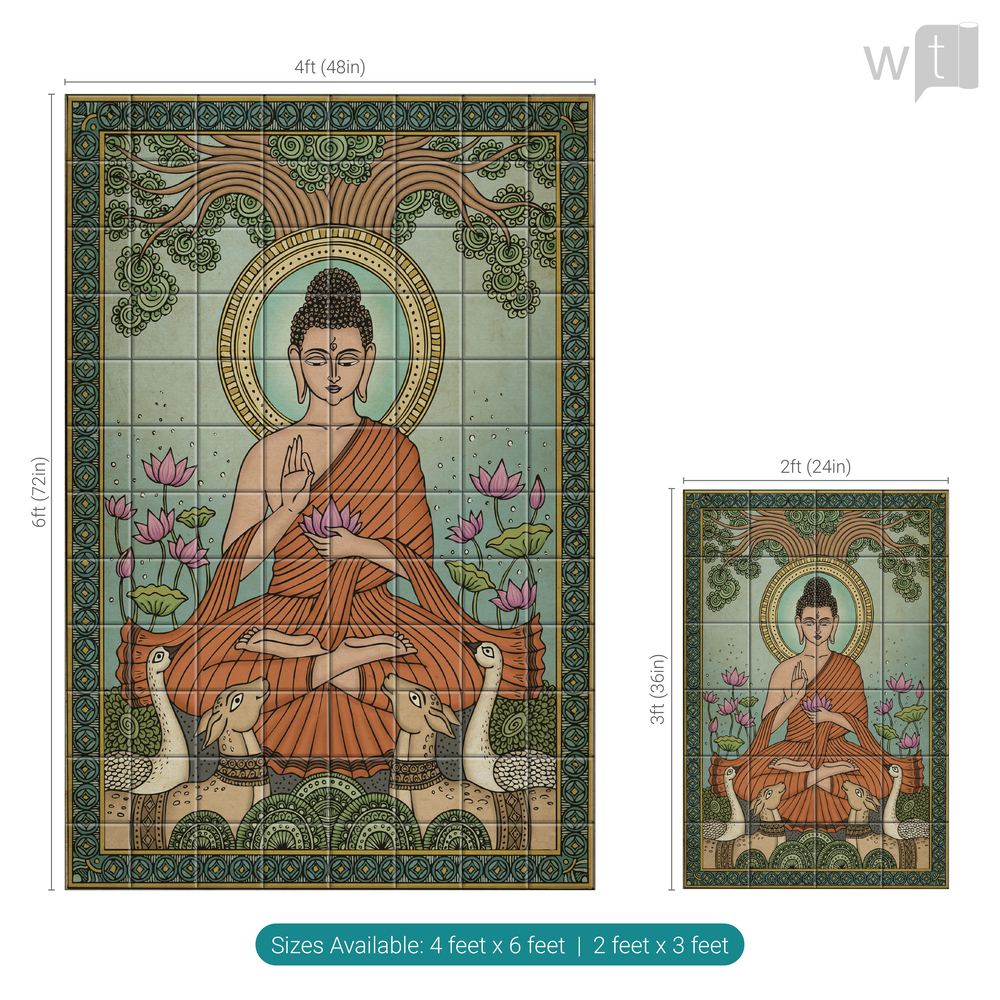 wt
4ft (48in)
6ft (72in)
2ft (24in)
3ft (36in)
Sizes Available: 4 feet x 6 feet | 2 feet x 3 feet